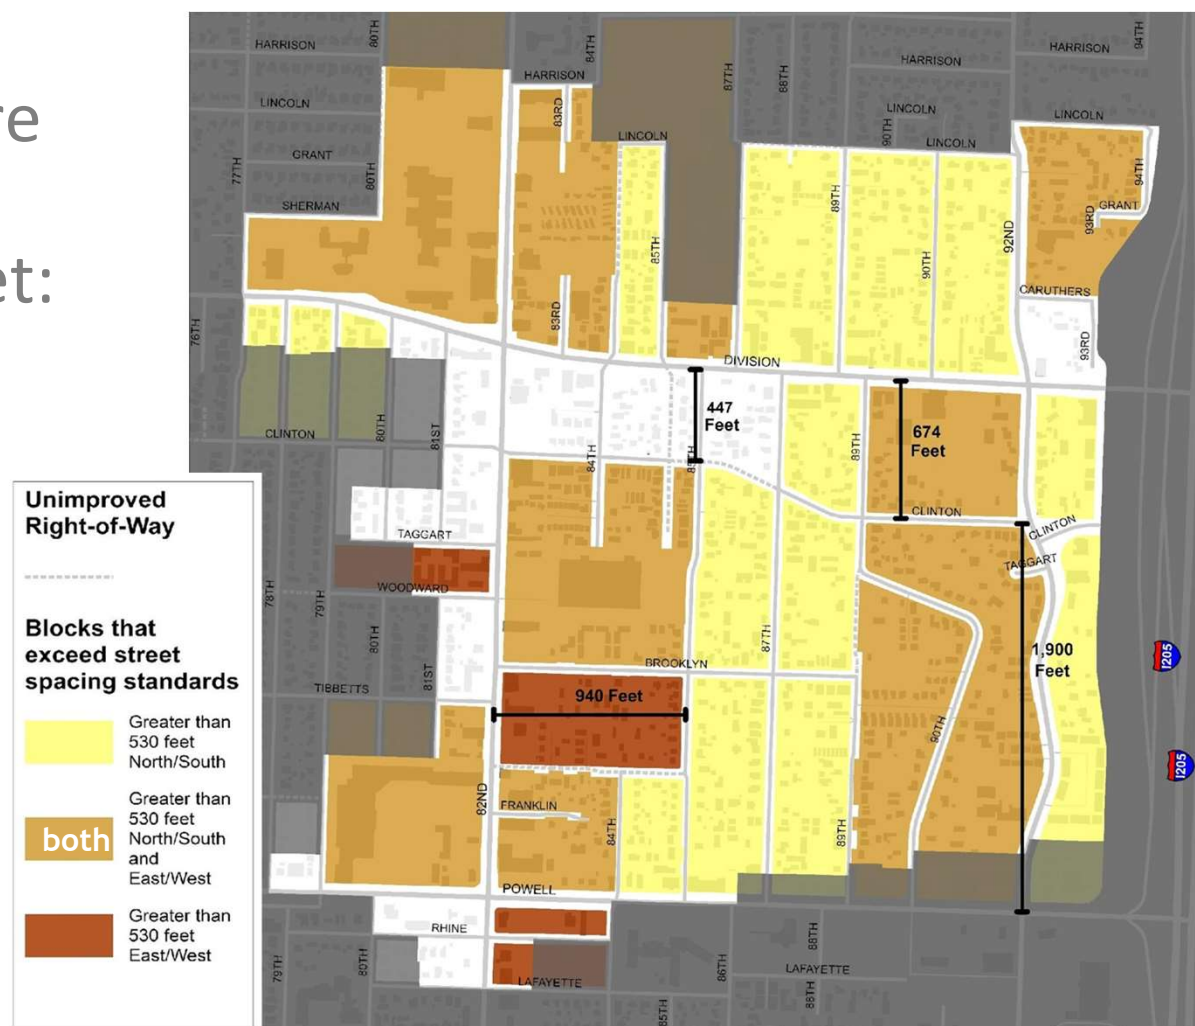 re
et:
HARRISON
80TH
84TH
HARRISON
87TH
88TH
HARRISON
HARRISON
94TH
LINCOLN
83RD
LINCOLN
LINCOLN
90TH
LINCOLN
LINCOLN
GRANT
77TH
80TH
SHERMAN
89TH
94TH
GRANT
93RD
92ND
85TH
90TH
CARUTHERS
83RD
76TH
93RD
DIVISION
447
Feet
674
Feet
CLINTON
80TH
81ST
84TH
85TH
89TH
CLINTON
CLINTON
TAGGART
TAGGART
WOODWARD
78TH
79TH
80TH
81ST
87TH
BROOKLYN
1,900
Feet
I205
TIBBETTS
940 Feet
90TH
I205
82ND
FRANKLIN
84TH
89TH
POWELL
RHINE
88TH
79TH
80TH
86TH
LAFAYETTE
LAFAYETTE
88TH
85TH
Unimproved
Right-of-Way
Blocks that
exceed street
spacing standards
Greater than
530 feet
North/South
both
Greater than
530 feet
North/South
and
East/West
Greater than
530 feet
East/West